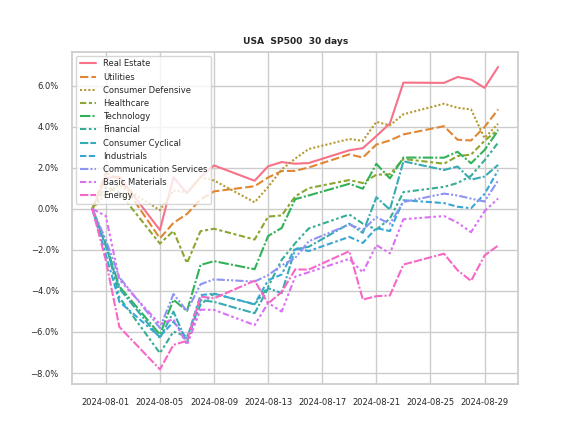 USA  SP500  30 days
Real Estate
Utilities
Consumer Defensive
Healthcare
Technology
Financial
Consumer Cyclical
Industrials
Communication Services
Basic Materials
Energy
6.0%
4.0%
2.0%
0.0%
−2.0%
−4.0%
−6.0%
−8.0%
2024-08-01 2024-08-05 2024-08-09 2024-08-13 2024-08-17 2024-08-21 2024-08-25 2024-08-29